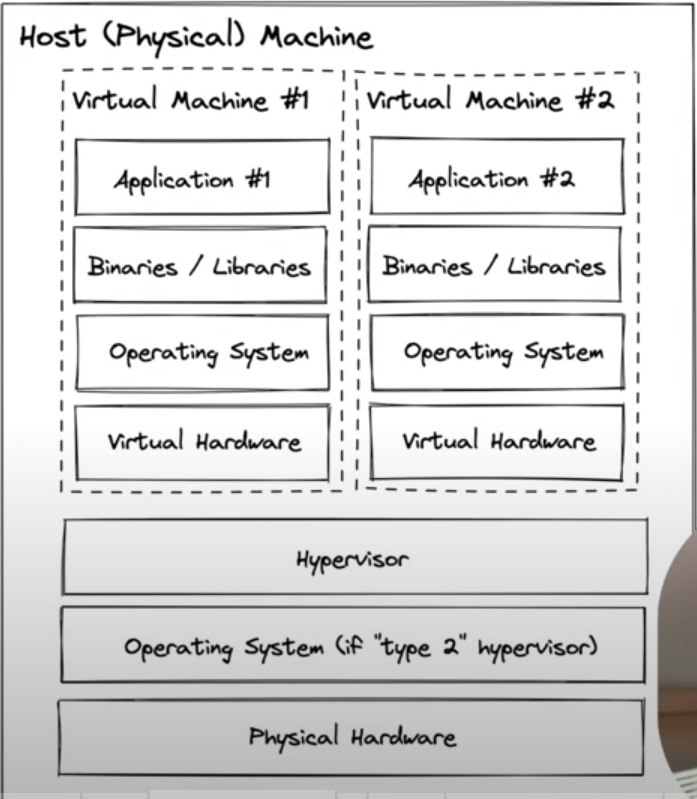 Host (Physical) Machine
Virtual Machine #1
Application #1
Binaries / Libraries
Operating System
Virtual Hardware
Virtual Machine #2
Application #2
Binaries / Libraries
Operating System
Virtual Hardware
Hypervisor
Operating System (if "type 2" hypervisor)
Physical Hardware